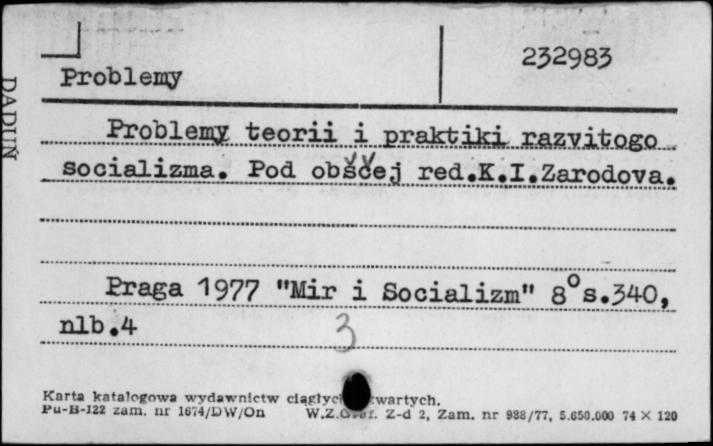 232983
Problemy
DADUŃ
Problemy teorii i praktiki razvitogo
socializma. Pod obščej red.K.I.Zarodova.
Praga 1977 "Mir i Socializm" 8° s.340,
nlb.4
3
Karta katalogowa wydawnictw
Pu-B-122 zam. nr 1674/DW/On W.Z. Z-d 2, Zam. nr 988/77, 5.650.000 74 × 120